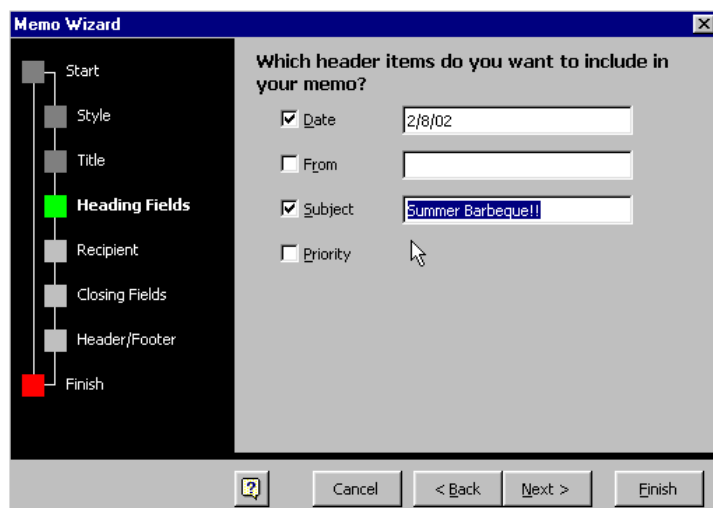 Memo Wizard
Start
Style
Title
Heading Fields
Recipient
Closing Fields
Header/Footer
Finish
Which header items do you want to include in
your memo?
Date 2/8/02
From
Subject Summer Barbeque!!
Priority
Cancel < Back Next > Finish